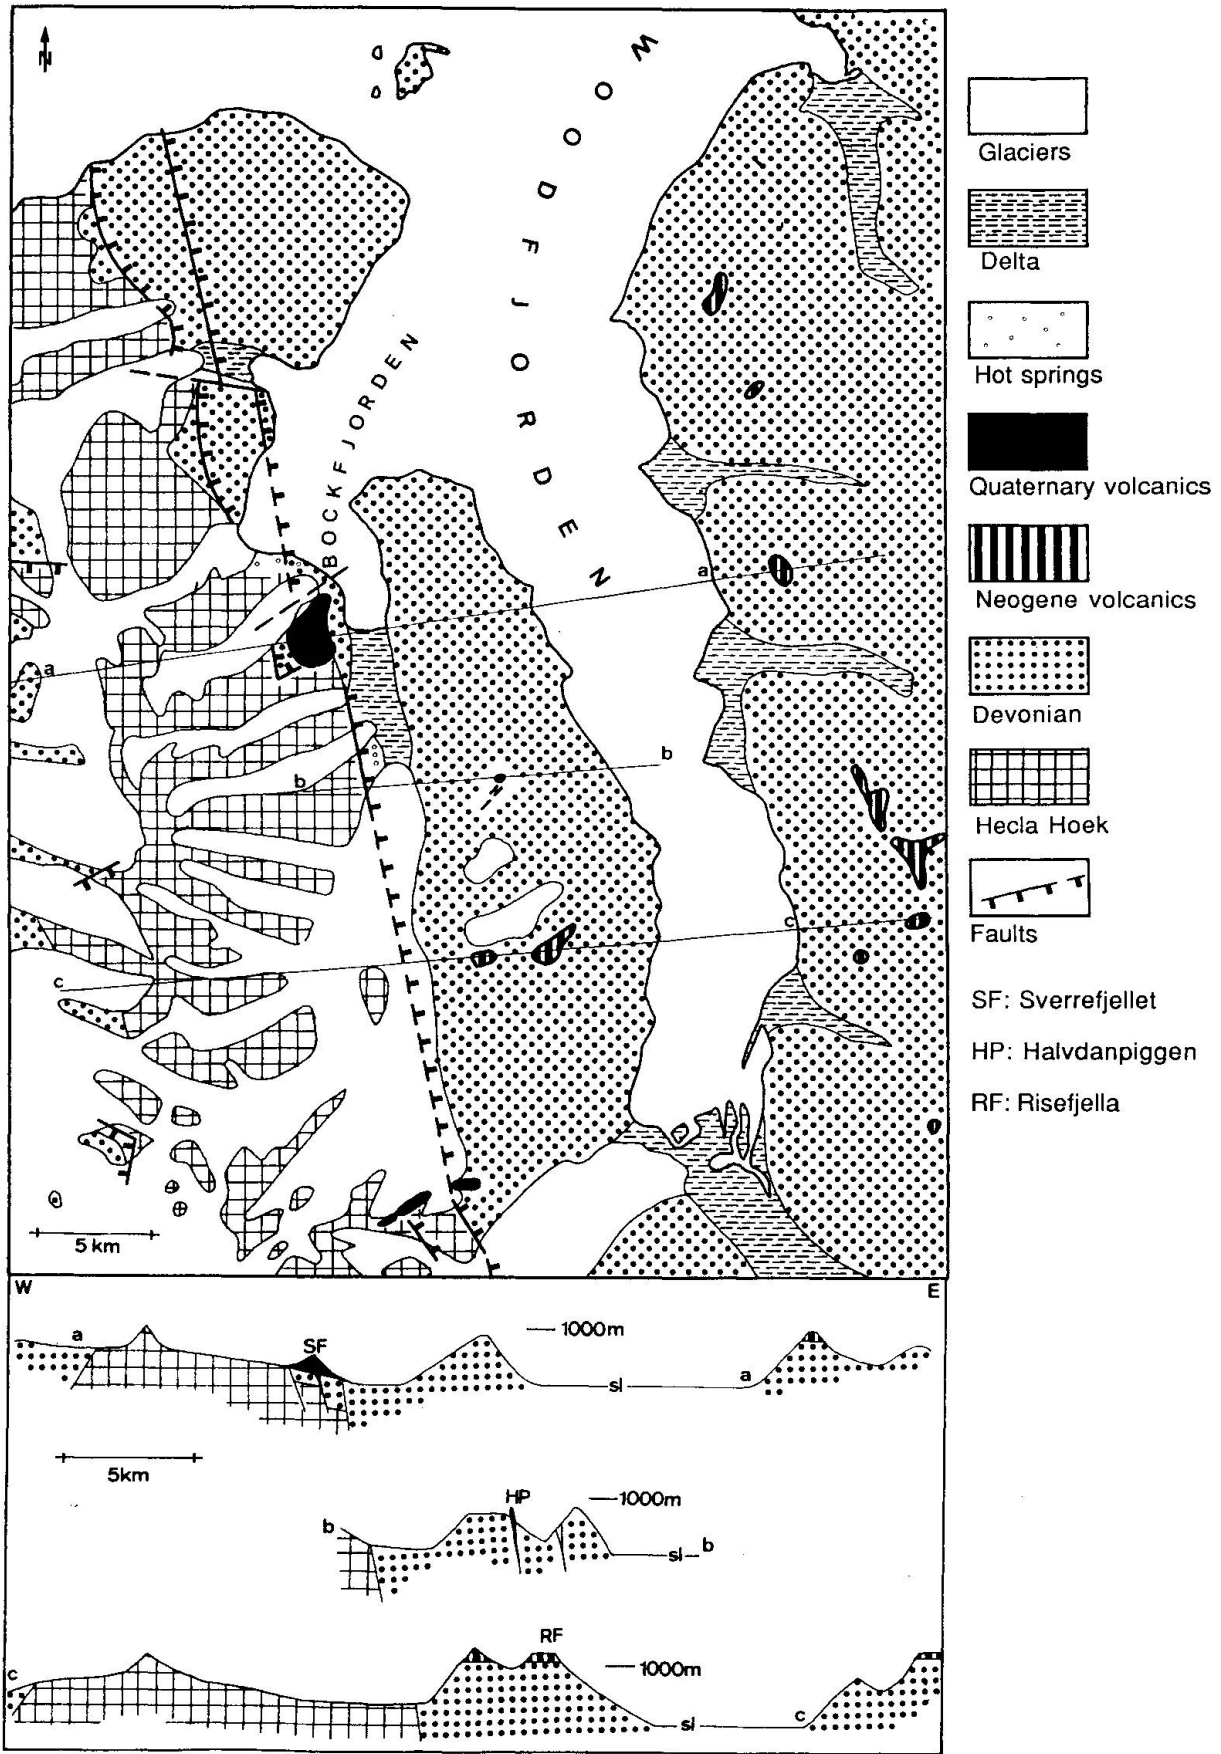 N
WOODFJORDEN
BOCKFJORDEN
a
a
b
b
c
c
5 km
Glaciers
Delta
Hot springs
Quaternary volcanics
Neogene volcanics
Devonian
Hecla Hoek
Faults
SF: Sverrefjellet
HP: Halvdanpiggen
RF: Risefjella
W
E
a
SF
1000m
sl
a
5km
b
HP
1000m
sl
b
c
RF
1000m
sl
c